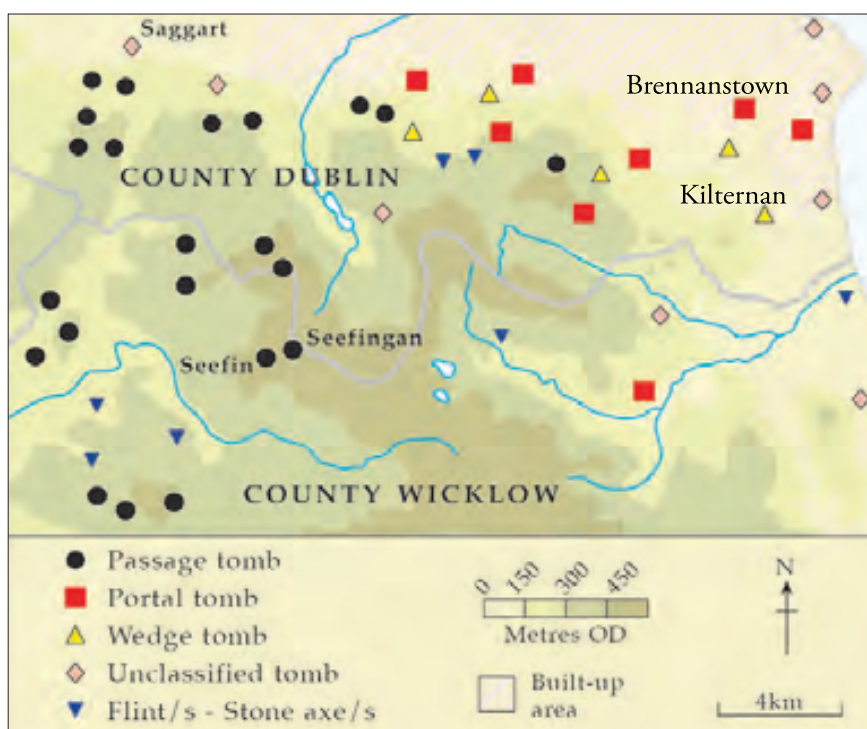 Saggart
Brennanstown
COUNTY DUBLIN
Kilternan
Seefingan
Seefin
COUNTY WICKLOW
Passage tomb
Portal tomb
Wedge tomb
Unclassified tomb
Flint/s - Stone axe/s
0 150 300 450
Metres OD
Built-up
area
N
4km